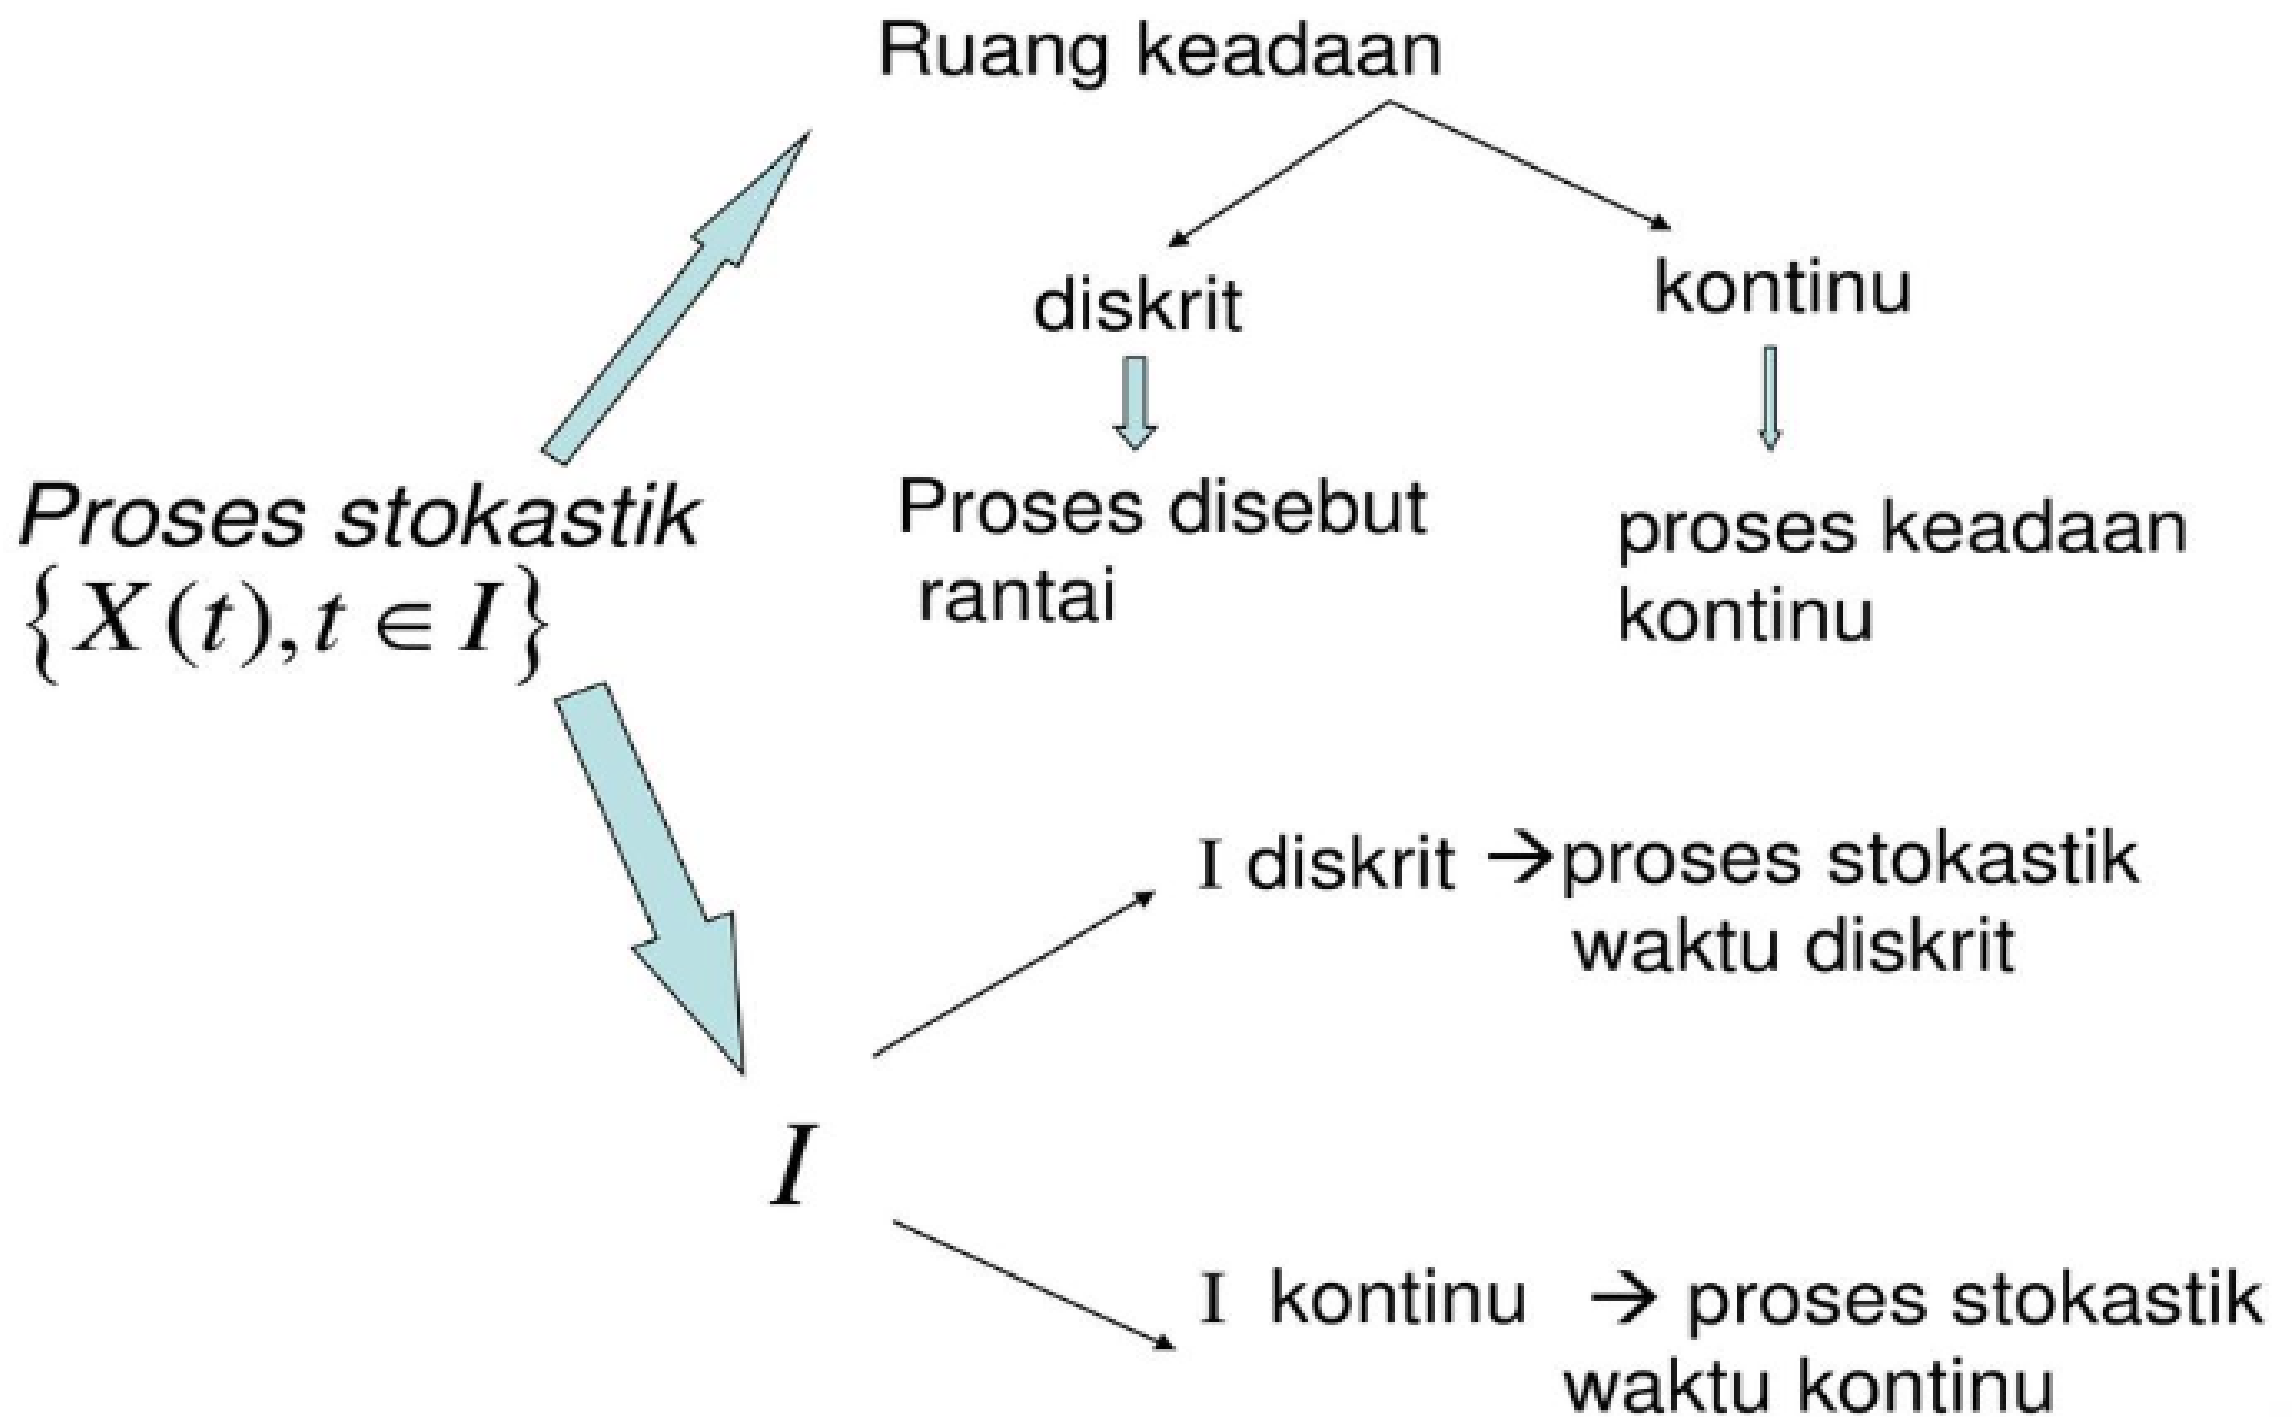 Ruang keadaan
diskrit
kontinu
Proses disebut
rantai
proses keadaan
kontinu
Proses stokastik
{X(t), t ∈ I}
I diskrit →proses stokastik
waktu diskrit
I
I kontinu → proses stokastik
waktu kontinu